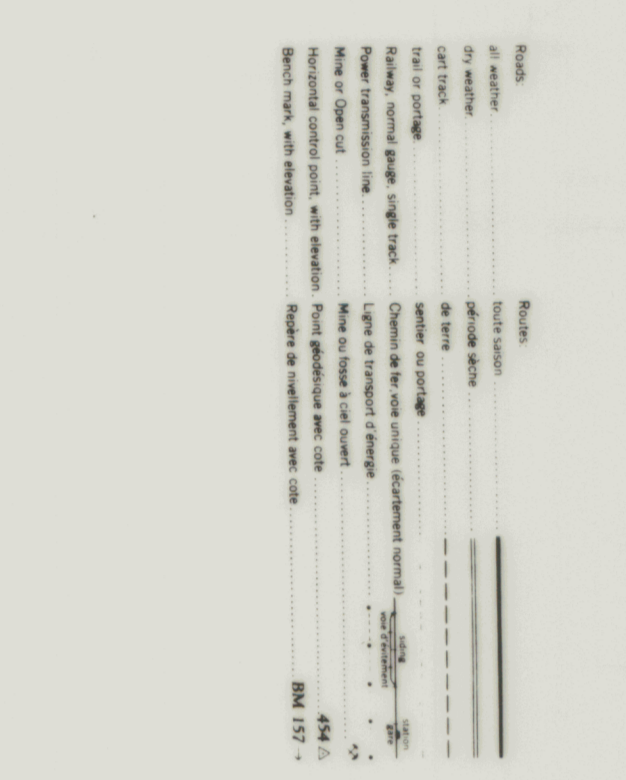 Roads: Routes:
all weather toute saison
dry weather période sèche
cart track de terre
trail or portage sentier ou portage
Railway, normal gauge, single track Chemin de fer, voie unique (écartement normal) siding station
voie d'évitement gare
Power transmission line Ligne de transport d'énergie
Mine or Open cut Mine ou fosse à ciel ouvert
Horizontal control point, with elevation Point géodésique avec cote 454 △
Bench mark, with elevation Repère de nivellement avec cote BM 157 →